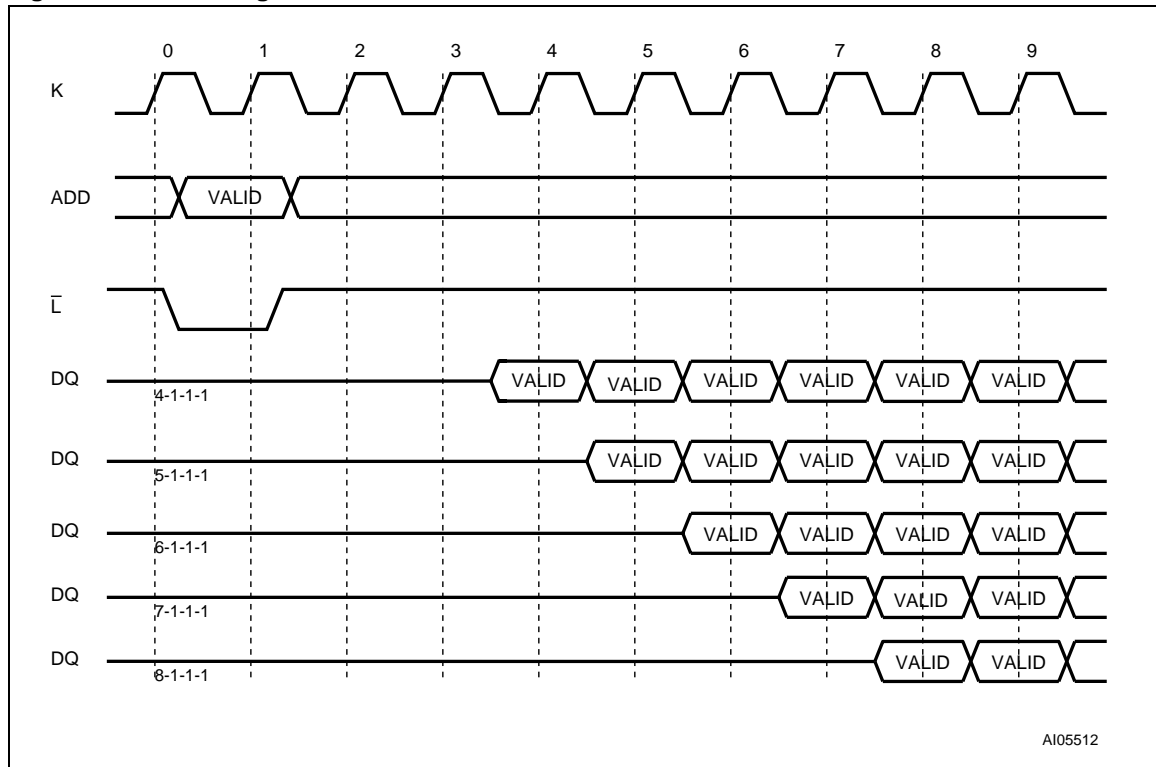 0 1 2 3 4 5 6 7 8 9
K
ADD VALID
L
DQ VALID VALID VALID VALID VALID VALID
4-1-1-1
DQ VALID VALID VALID VALID VALID
5-1-1-1
DQ VALID VALID VALID VALID
6-1-1-1
DQ VALID VALID VALID
7-1-1-1
DQ VALID VALID
8-1-1-1
AI05512